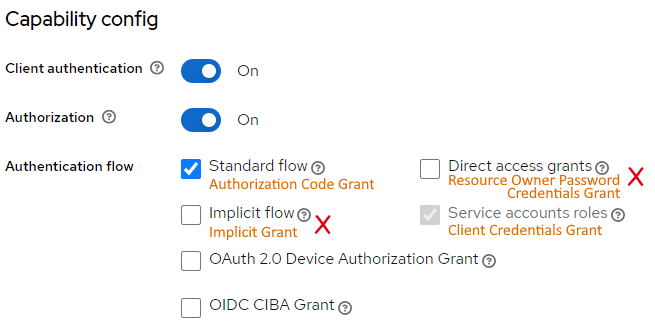 Capability config
Client authentication ? On
Authorization ? On
Authentication flow
Standard flow ? Direct access grants ?
Authorization Code Grant Resource Owner Password
Credentials Grant
Implicit flow ? Service accounts roles ?
Implicit Grant Client Credentials Grant
OAuth 2.0 Device Authorization Grant ?
OIDC CIBA Grant ?